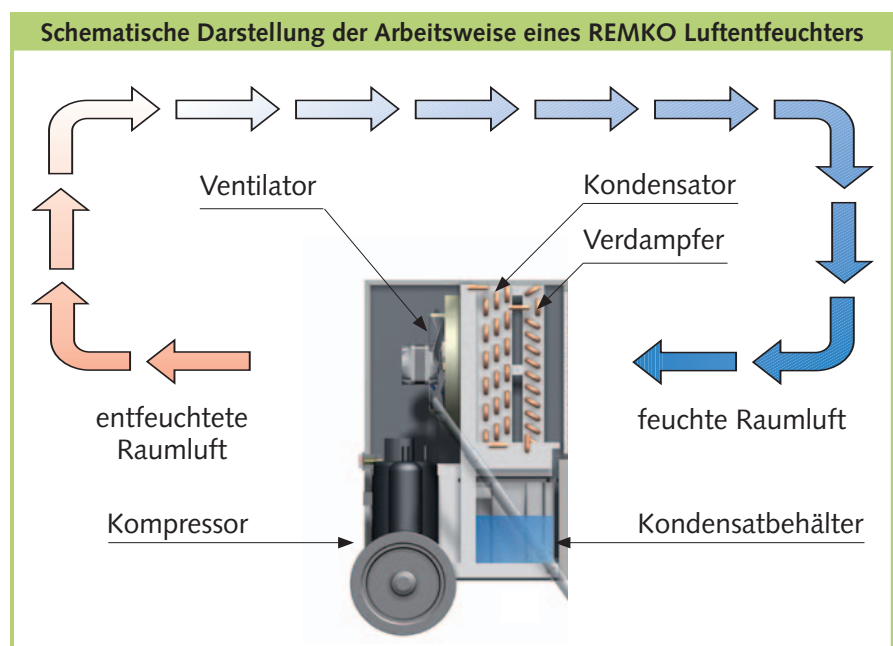 Schematische Darstellung der Arbeitsweise eines REMKO Luftentfeuchters
Ventilator
Kondensator
Verdampfer
entfeuchtete
Raumluft
feuchte Raumluft
Kompressor
Kondensatbehälter